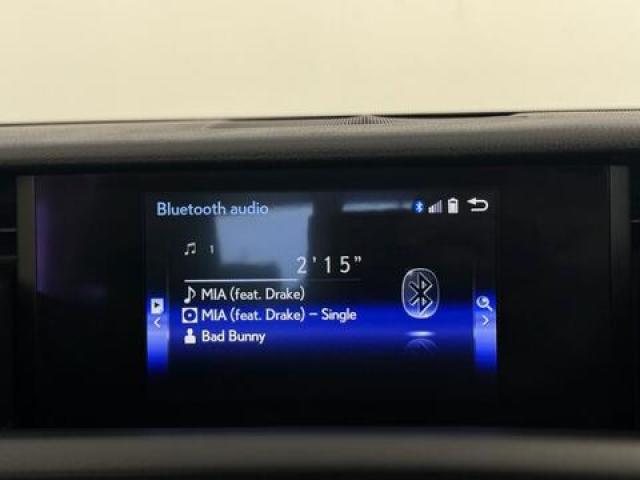 Bluetooth audio
1
2'15"
MIA (feat. Drake)
MIA (feat. Drake) – Single
Bad Bunny